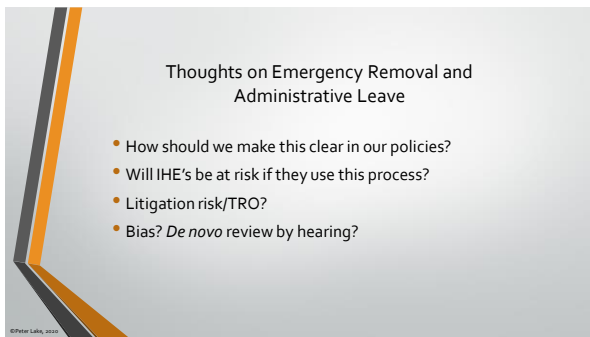 Thoughts on Emergency Removal and
Administrative Leave
• How should we make this clear in our policies?
• Will IHE's be at risk if they use this process?
• Litigation risk/TRO?
• Bias? De novo review by hearing?
©Peter Lake, 2020